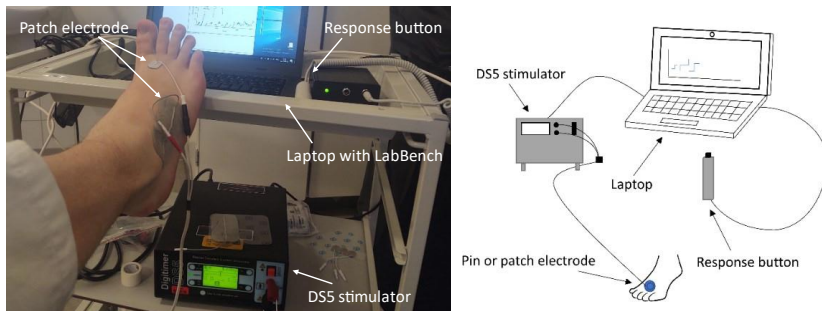 Patch electrode
Response button
Laptop with LabBench
Digitimer
DS5 stimulator
DS5 stimulator
Laptop
Pin or patch electrode
Response button